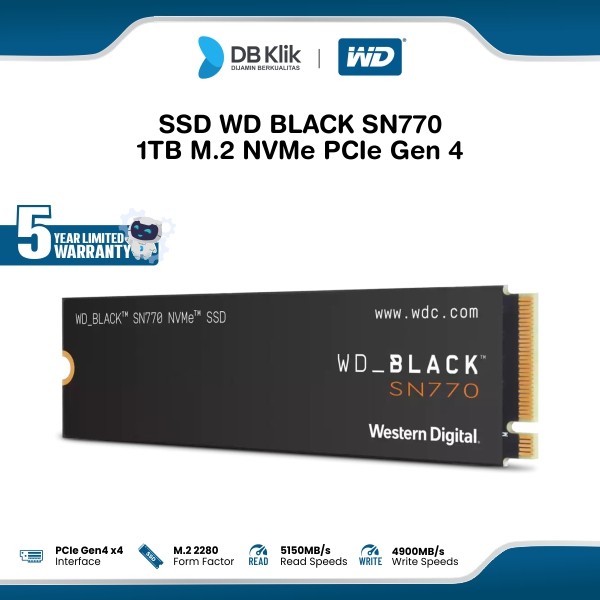 DB Klik
DIJAMIN BERKUALITAS
WD
SSD WD BLACK SN770
1TB M.2 NVMe PCIe Gen 4
5 YEAR LIMITED
WARRANTY
WD_BLACK™ SN770 NVMe™ SSD
www.wdc.com
WD_BLACK™
SN770
Western Digital.
PCIe Gen4 x4
Interface
SSD
M.2 2280
Form Factor
READ
5150MB/s
Read Speeds
WRITE
4900MB/s
Write Speeds